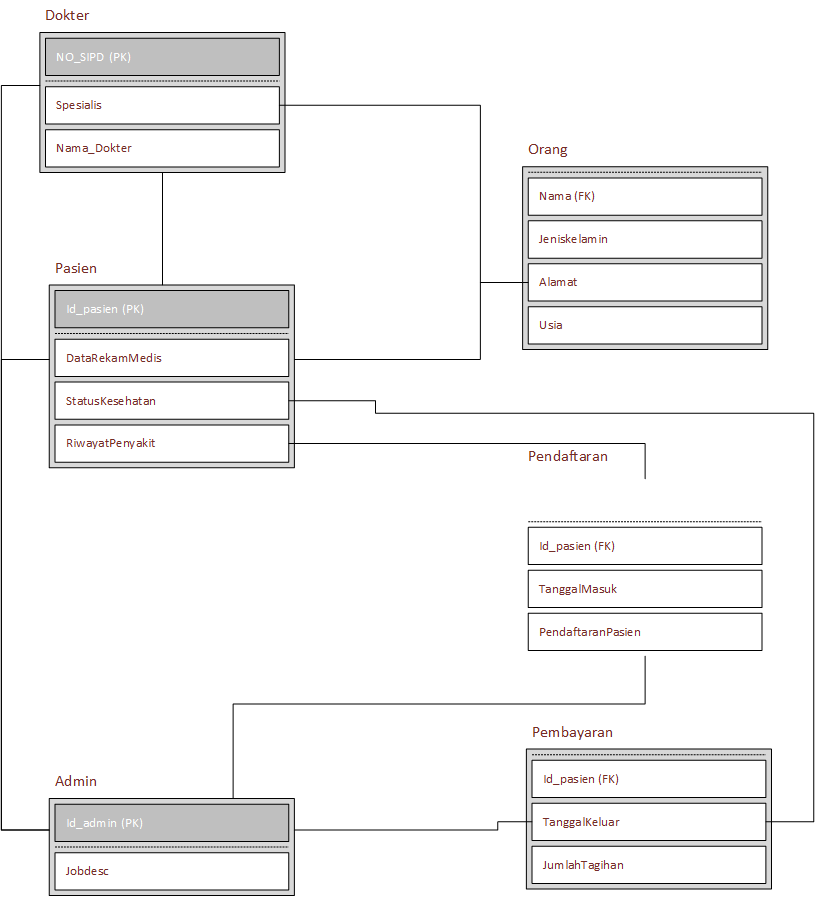 Dokter
NO_SIPD (PK)
Spesialis
Nama_Dokter
Orang
Nama (FK)
Jeniskelamin
Alamat
Usia
Pasien
Id_pasien (PK)
DataRekamMedis
StatusKesehatan
RiwayatPenyakit
Pendaftaran
Id_pasien (FK)
TanggalMasuk
PendaftaranPasien
Pembayaran
Id_pasien (FK)
TanggalKeluar
JumlahTagihan
Admin
Id_admin (PK)
Jobdesc